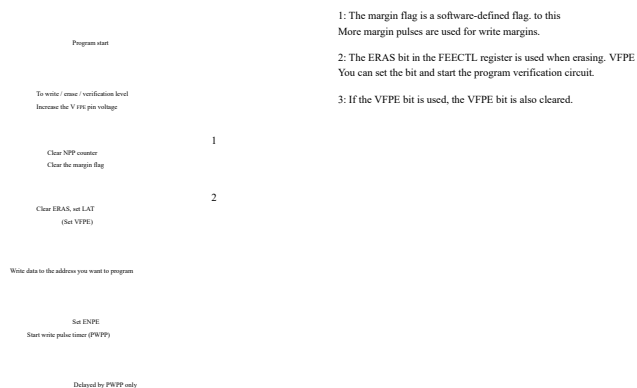 1: The margin flag is a software-defined flag. to this
More margin pulses are used for write margins.
2: The ERAS bit in the FEECTL register is used when erasing. VFPE
You can set the bit and start the program verification circuit.
3: If the VFPE bit is used, the VFPE bit is also cleared.
Program start
To write / erase / verification level
Increase the V FPE pin voltage
1
Clear NPP counter
Clear the margin flag
2
Clear ERAS, set LAT
(Set VFPE)
Write data to the address you want to program
Set ENPE
Start write pulse timer (PWPP)
Delayed by PWPP only